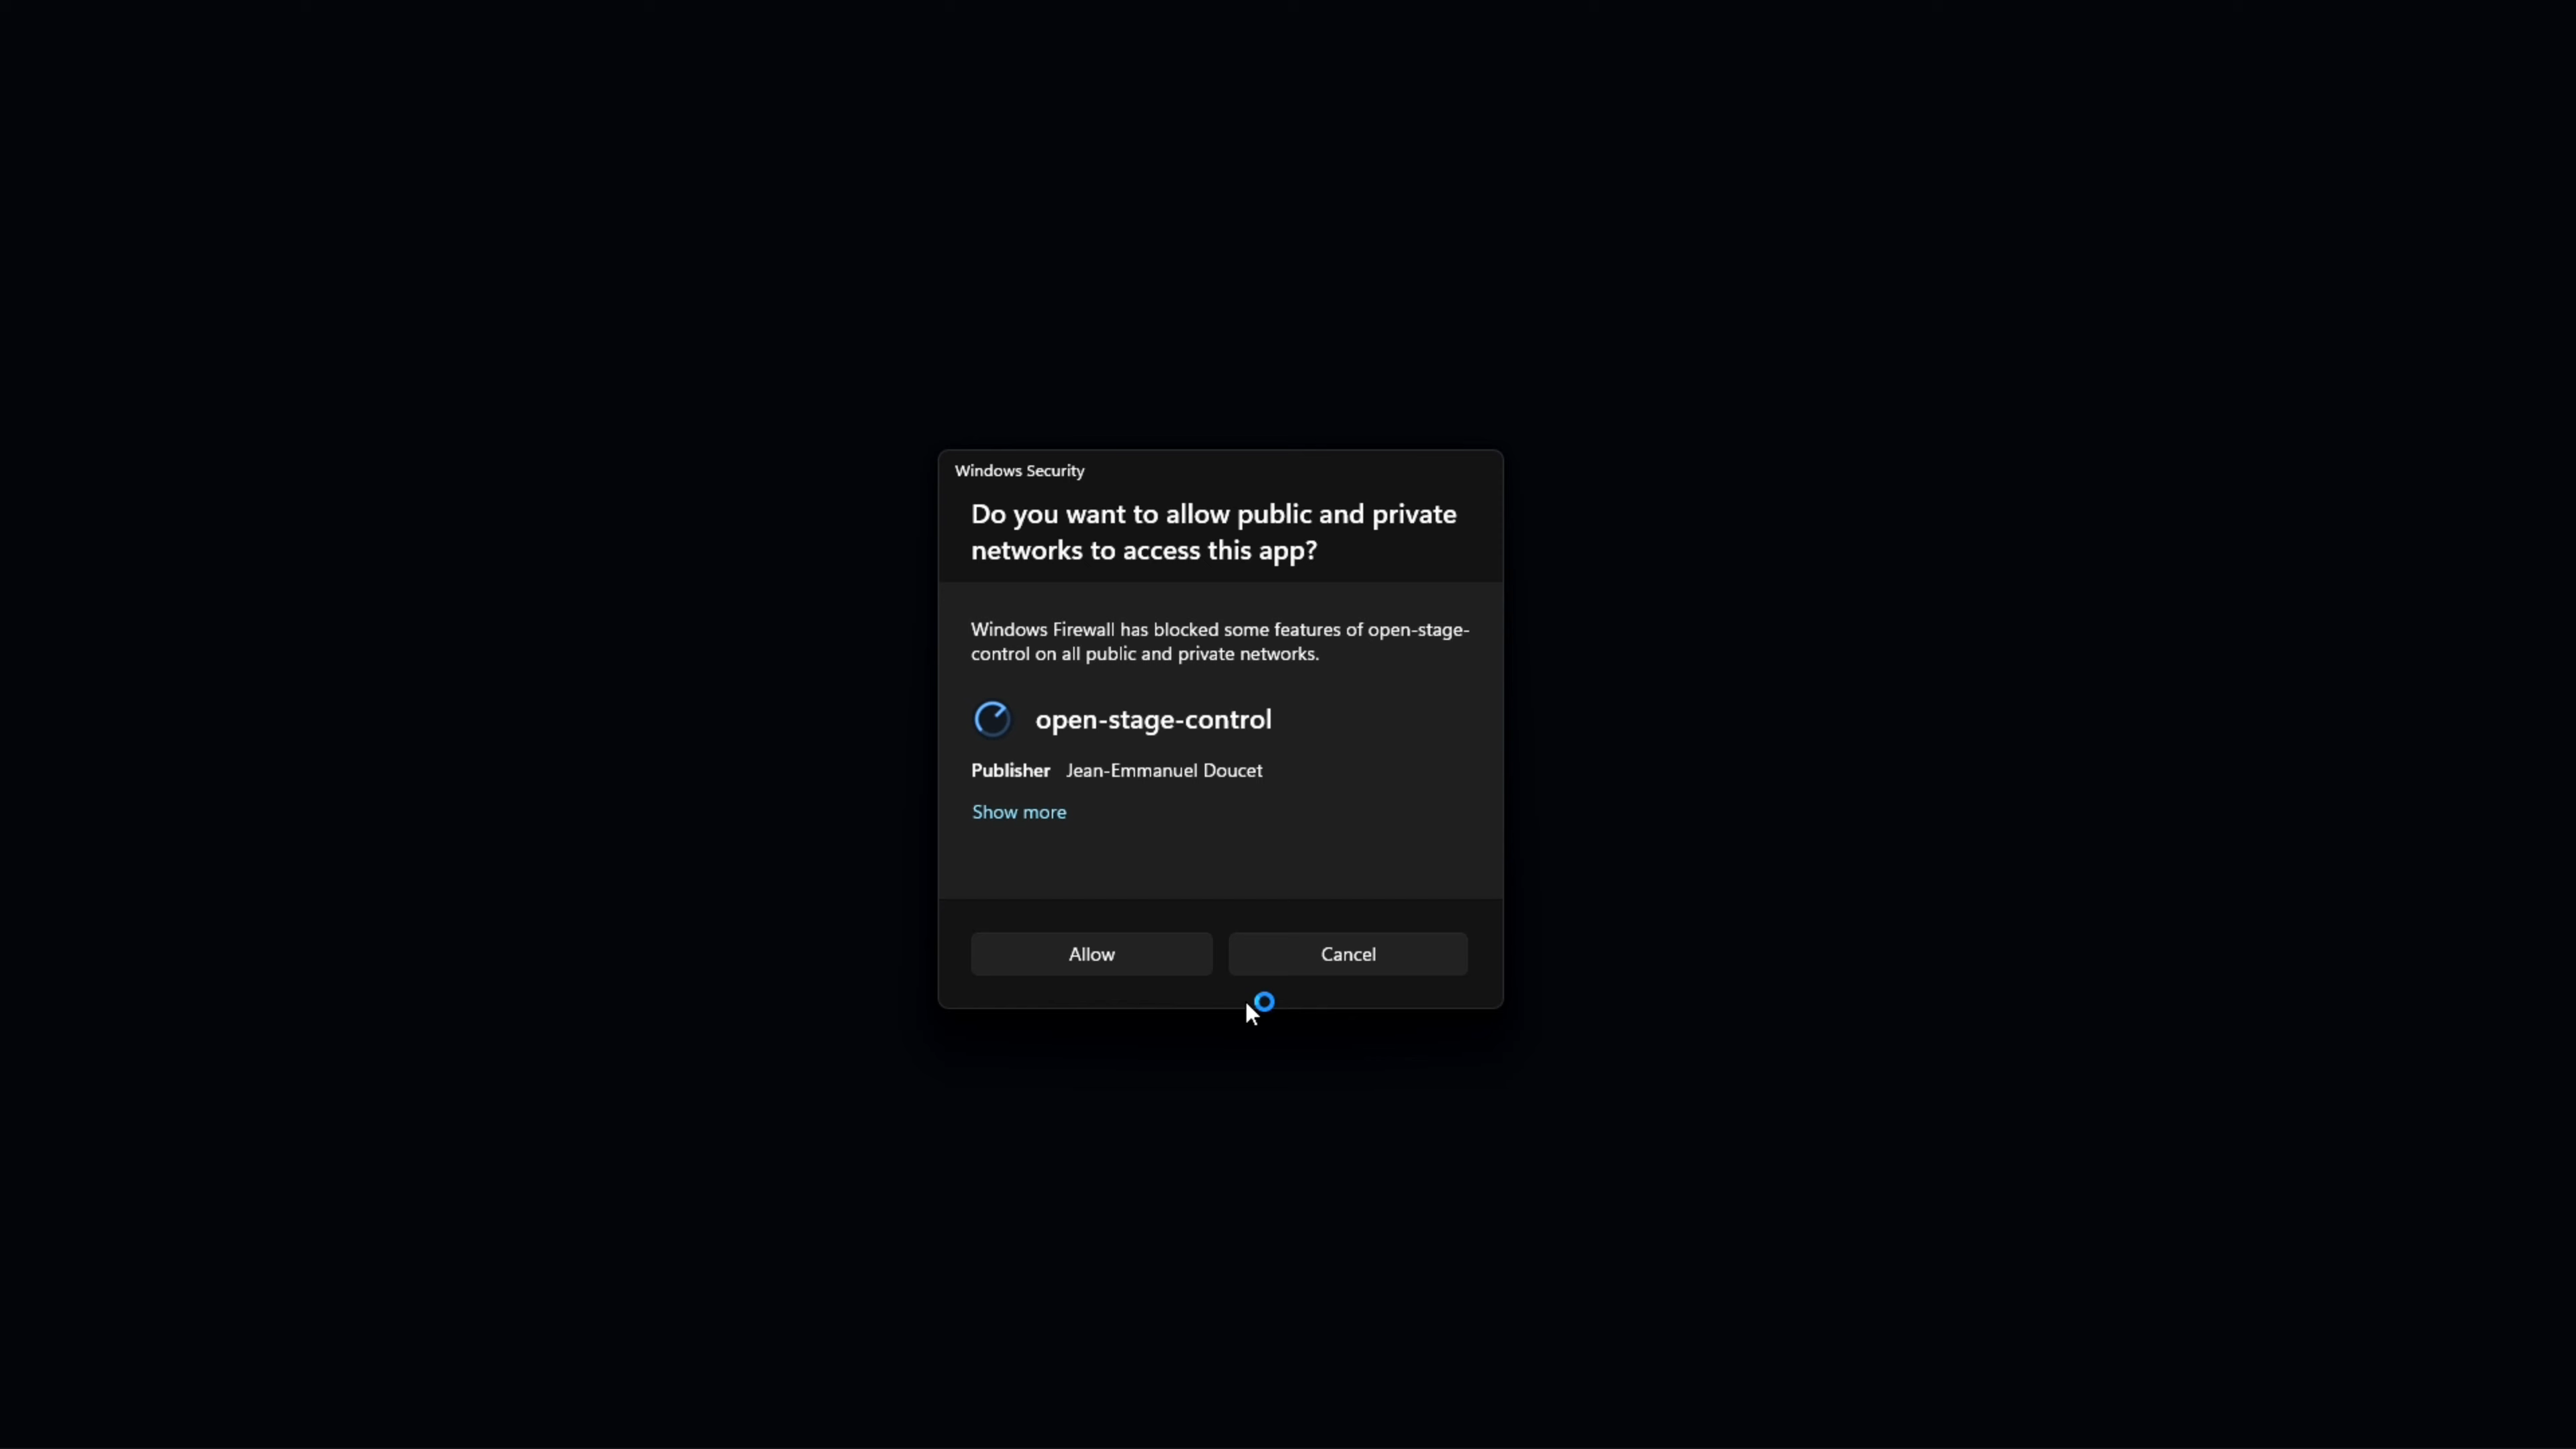 Windows Security
Do you want to allow public and private
networks to access this app?
Windows Firewall has blocked some features of open-stage-
control on all public and private networks.
open-stage-control
Publisher Jean-Emmanuel Doucet
Show more
Allow Cancel